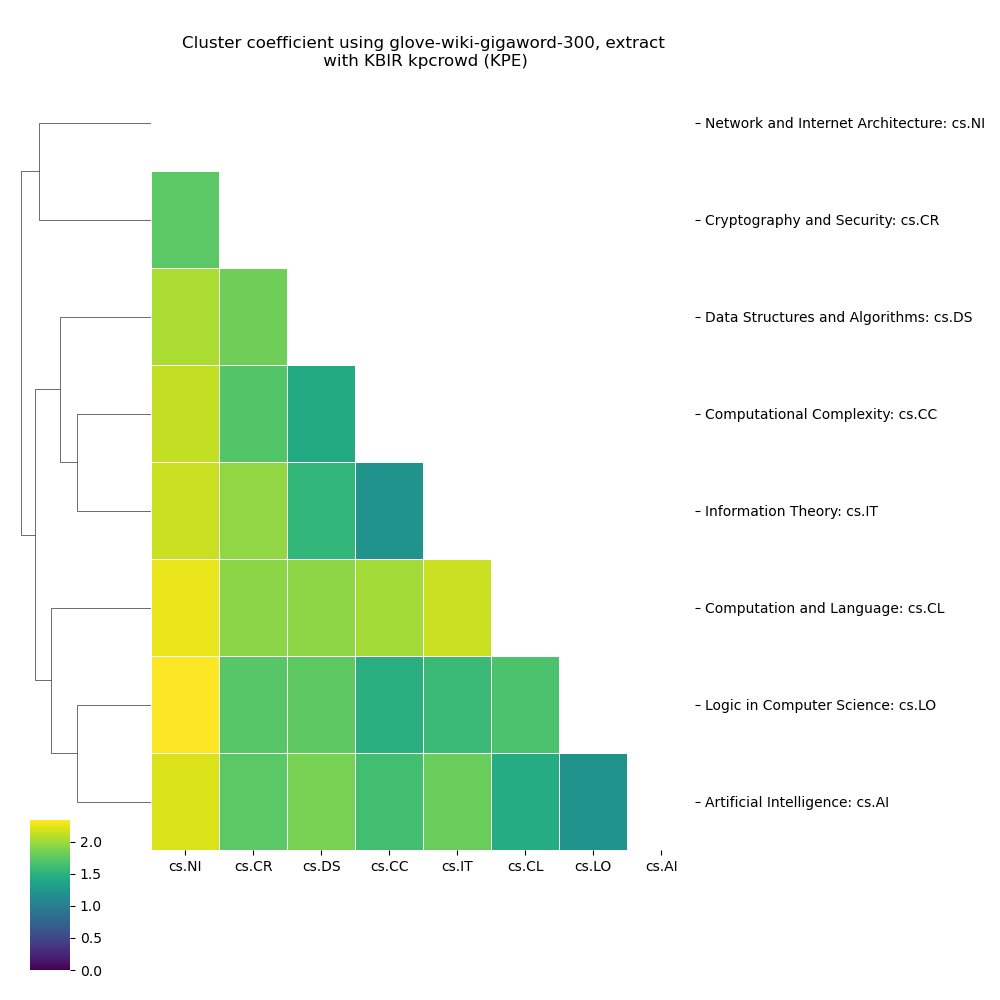 Cluster coefficient using glove-wiki-gigaword-300, extract
with KBIR kpcrowd (KPE)
Network and Internet Architecture: cs.NI
Cryptography and Security: cs.CR
Data Structures and Algorithms: cs.DS
Computational Complexity: cs.CC
Information Theory: cs.IT
Computation and Language: cs.CL
Logic in Computer Science: cs.LO
Artificial Intelligence: cs.AI
cs.NI cs.CR cs.DS cs.CC cs.IT cs.CL cs.LO cs.AI
2.0
1.5
1.0
0.5
0.0